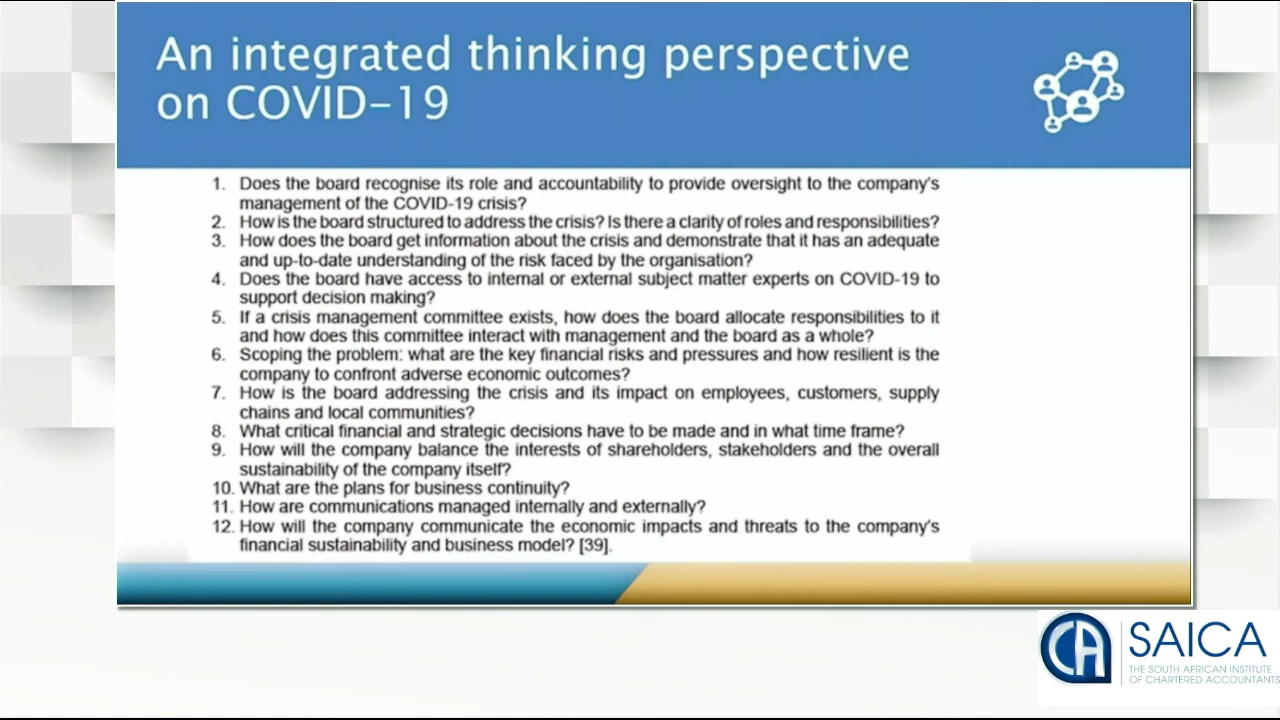 An integrated thinking perspective
on COVID-19
1. Does the board recognise its role and accountability to provide oversight to the company's
management of the COVID-19 crisis?
2. How is the board structured to address the crisis? Is there a clarity of roles and responsibilities?
3. How does the board get information about the crisis and demonstrate that it has an adequate
and up-to-date understanding of the risk faced by the organisation?
4. Does the board have access to internal or external subject matter experts on COVID-19 to
support decision making?
5. If a crisis management committee exists, how does the board allocate responsibilities to it
and how does this committee interact with management and the board as a whole?
6. Scoping the problem: what are the key financial risks and pressures and how resilient is the
company to confront adverse economic outcomes?
7. How is the board addressing the crisis and its impact on employees, customers, supply
chains and local communities?
8. What critical financial and strategic decisions have to be made and in what time frame?
9. How will the company balance the interests of shareholders, stakeholders and the overall
sustainability of the company itself?
10. What are the plans for business continuity?
11. How are communications managed internally and externally?
12. How will the company communicate the economic impacts and threats to the company's
financial sustainability and business model? [39].
CA
SAICA
THE SOUTH AFRICAN INSTITUTE
OF CHARTERED ACCOUNTANTS